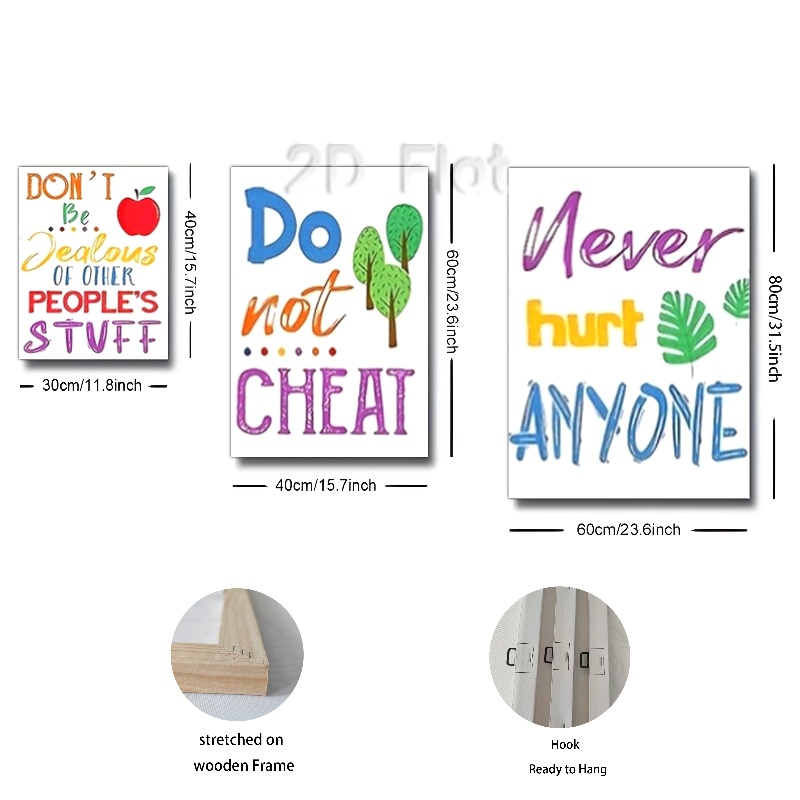 2D Flat
DON'T
Be
Jealous
OF OTHER
PEOPLE'S
STUFF
40cm/15.7inch
30cm/11.8inch
Do
not
CHEAT
60cm/23.6inch
40cm/15.7inch
Never
hurt
ANYONE
80cm/31.5inch
60cm/23.6inch
stretched on
wooden Frame
Hook
Ready to Hang